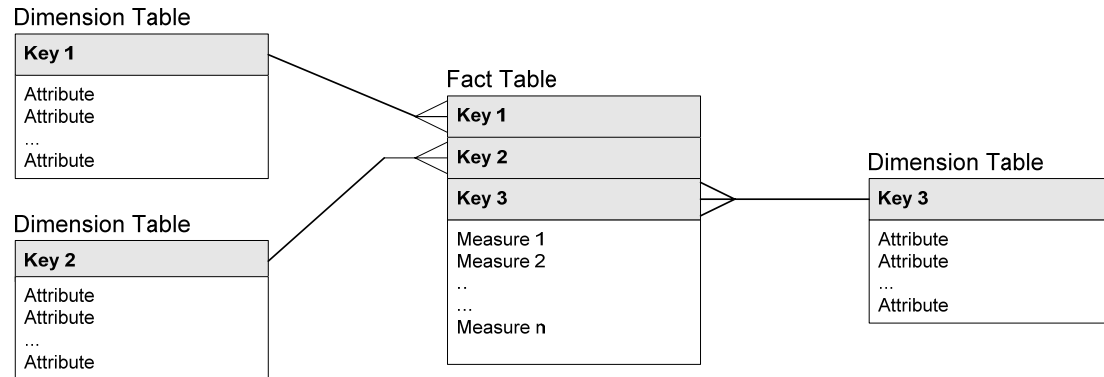 Dimension Table
Key 1
Attribute
Attribute
...
Attribute
Dimension Table
Key 2
Attribute
Attribute
...
Attribute
Fact Table
Key 1
Key 2
Key 3
Measure 1
Measure 2
..
...
Measure n
Dimension Table
Key 3
Attribute
Attribute
...
Attribute